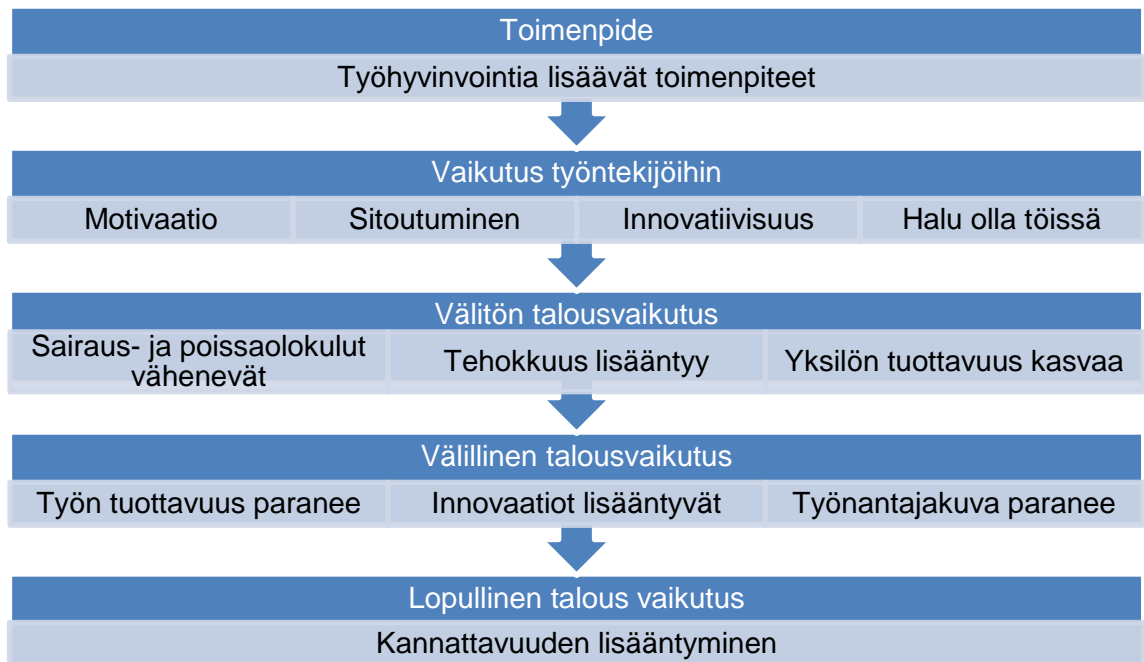 Toimenpide
Työhyvinvointia lisäävät toimenpiteet
Vaikutus työntekijöihin
Motivaatio Sitoutuminen Innovatiivisuus Halu olla töissä
Välitön talousvaikutus
Sairaus- ja poissaolokulut
vähenevät
Tehokkuus lisääntyy
Yksilön tuottavuus kasvaa
Välillinen talousvaikutus
Työn tuottavuus paranee Innovaatiot lisääntyvät Työnantajakuva paranee
Lopullinen talous vaikutus
Kannattavuuden lisääntyminen